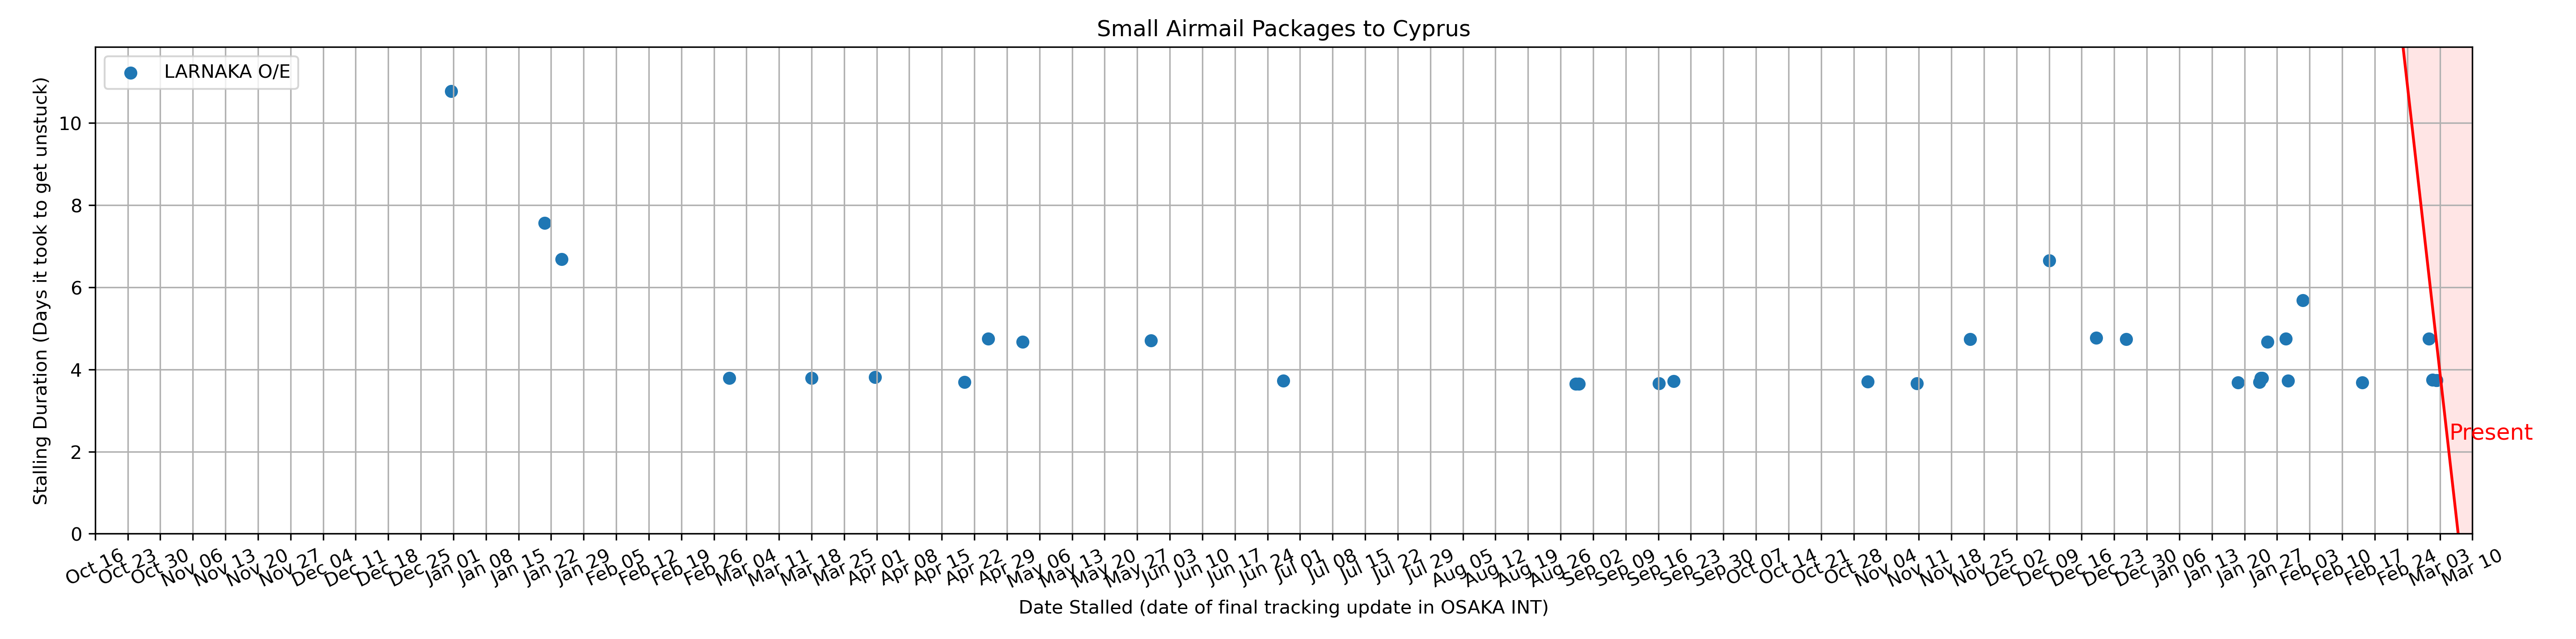 Small Airmail Packages to Cyprus
LARNAKA O/E
Stalling Duration (Days it took to get unstuck)
10
8
6
4
2
0
Present
Oct 16
Oct 23
Oct 30
Nov 06
Nov 13
Nov 20
Nov 27
Dec 04
Dec 11
Dec 18
Dec 25
Jan 01
Jan 08
Jan 15
Jan 22
Jan 29
Feb 05
Feb 12
Feb 19
Feb 26
Mar 04
Mar 11
Mar 18
Mar 25
Apr 01
Apr 08
Apr 15
Apr 22
Apr 29
May 06
May 13
May 20
May 27
Jun 03
Jun 10
Jun 17
Jun 24
Jul 01
Jul 08
Jul 15
Jul 22
Jul 29
Aug 05
Aug 12
Aug 19
Aug 26
Sep 02
Sep 09
Sep 16
Sep 23
Sep 30
Oct 07
Oct 14
Oct 21
Oct 28
Nov 04
Nov 11
Nov 18
Nov 25
Dec 02
Dec 09
Dec 16
Dec 23
Dec 30
Jan 06
Jan 13
Jan 20
Jan 27
Feb 03
Feb 10
Feb 17
Feb 24
Mar 03
Mar 10
Date Stalled (date of final tracking update in OSAKA INT)